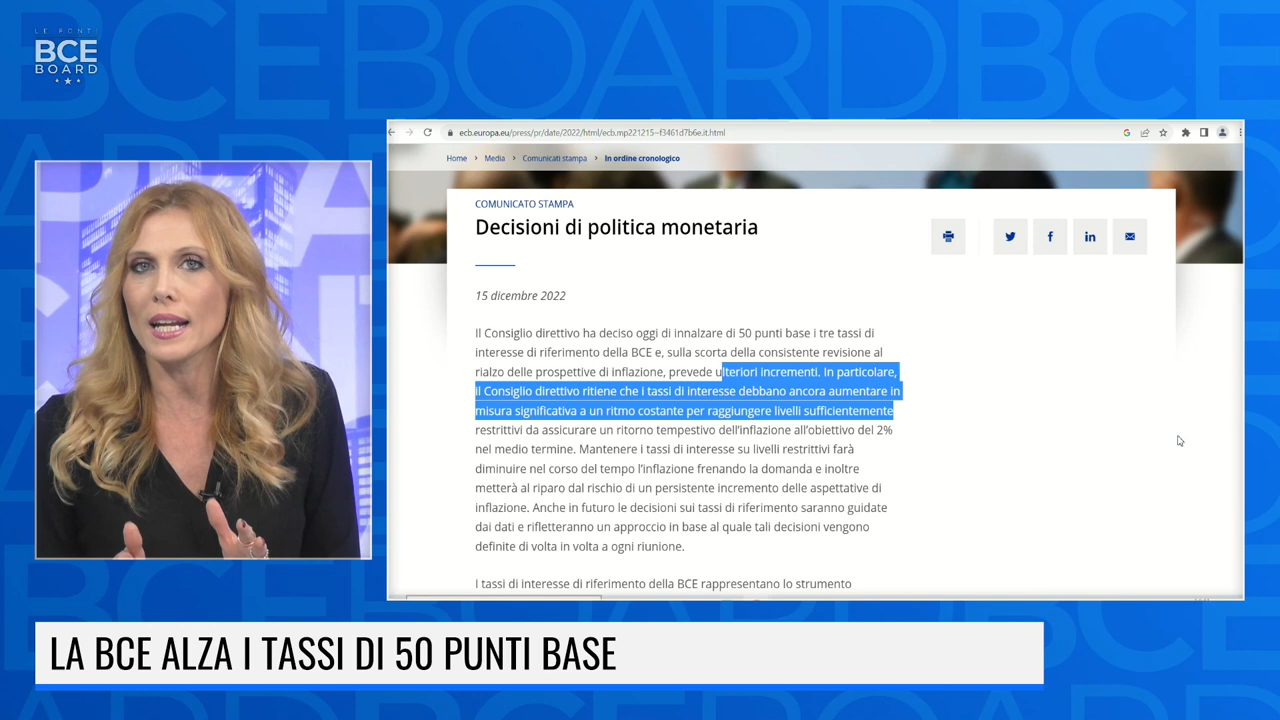 LE FONTI
BCE
BOARD
BCEBOARDBCE
ecb.europa.eu/press/pr/date/2022/html/ecb.mp221215~f3461d7b6e.it.html
Home > Media > Comunicati stampa > In ordine cronologico
COMUNICATO STAMPA
Decisioni di politica monetaria
15 dicembre 2022
Il Consiglio direttivo ha deciso oggi di innalzare di 50 punti base i tre tassi di
interesse di riferimento della BCE e, sulla scorta della consistente revisione al
rialzo delle prospettive di inflazione, prevede ulteriori incrementi. In particolare,
il Consiglio direttivo ritiene che i tassi di interesse debbano ancora aumentare in
misura significativa a un ritmo costante per raggiungere livelli sufficientemente
restrittivi da assicurare un ritorno tempestivo dell’inflazione all’obiettivo del 2%
nel medio termine. Mantenere i tassi di interesse su livelli restrittivi farà
diminuire nel corso del tempo l’inflazione frenando la domanda e inoltre
metterà al riparo dal rischio di un persistente incremento delle aspettative di
inflazione. Anche in futuro le decisioni sui tassi di riferimento saranno guidate
dai dati e rifletteranno un approccio in base al quale tali decisioni vengono
definite di volta in volta a ogni riunione.
I tassi di interesse di riferimento della BCE rappresentano lo strumento
LA BCE ALZA I TASSI DI 50 PUNTI BASE